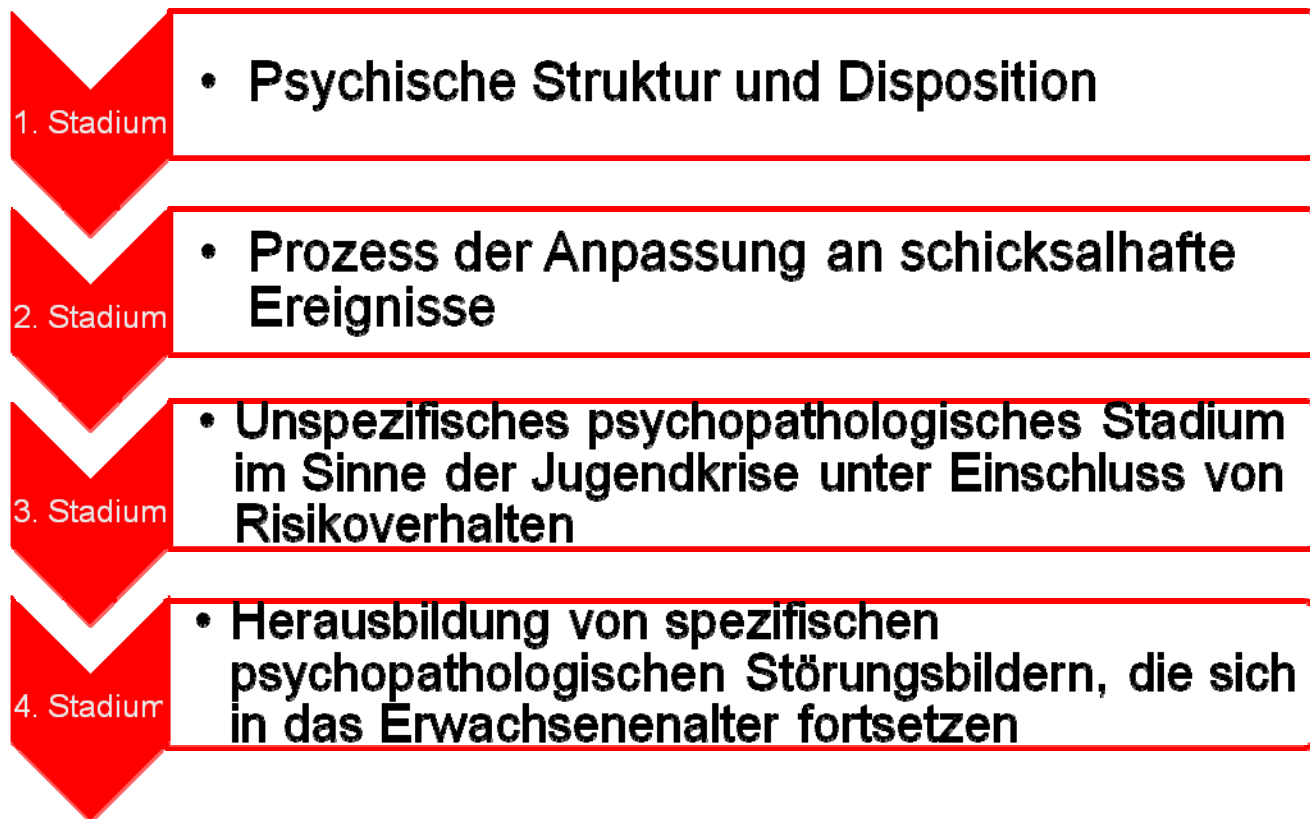 1. Stadium
• Psychische Struktur und Disposition
2. Stadium
• Prozess der Anpassung an schicksalhafte
Ereignisse
3. Stadium
• Unspezifisches psychopathologisches Stadium
im Sinne der Jugendkrise unter Einschluss von
Risikoverhalten
4. Stadium
• Herausbildung von spezifischen
psychopathologischen Störungsbildern, die sich
in das Erwachsenenalter fortsetzen